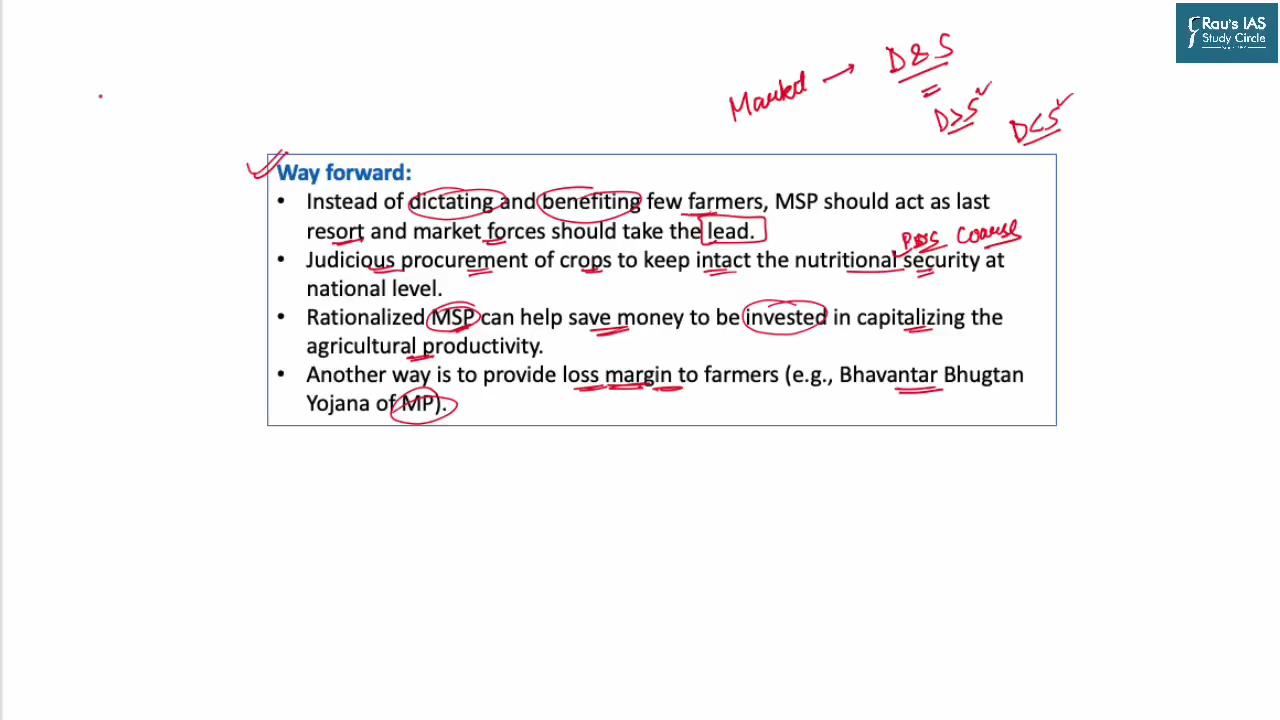 Rau's IAS
Study Circle
Market → D & S
D>S ✓
D<S ✓
Way forward:
• Instead of dictating and benefiting few farmers, MSP should act as last
resort and market forces should take the lead.
PDS Coarse
• Judicious procurement of crops to keep intact the nutritional security at
national level.
• Rationalized MSP can help save money to be invested in capitalizing the
agricultural productivity.
• Another way is to provide loss margin to farmers (e.g., Bhavantar Bhugtan
Yojana of MP).